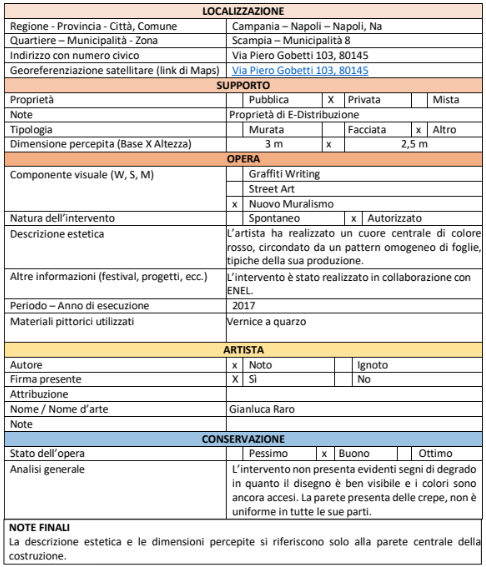 LOCALIZZAZIONE
Regione - Provincia - Città, Comune Campania – Napoli – Napoli, Na
Quartiere – Municipalità - Zona Scampia – Municipalità 8
Indirizzo con numero civico Via Piero Gobetti 103, 80145
Georeferenziazione satellitare (link di Maps) Via Piero Gobetti 103, 80145
SUPPORTO
Proprietà Pubblica X Privata Mista
Note Proprietà di E-Distribuzione
Tipologia Murata Facciata x Altro
Dimensione percepita (Base X Altezza) 3 m x 2,5 m
OPERA
Componente visuale (W, S, M) Graffiti Writing
Street Art
x Nuovo Muralismo
Natura dell’intervento Spontaneo x Autorizzato
Descrizione estetica L’artista ha realizzato un cuore centrale di colore
rosso, circondato da un pattern omogeneo di foglie,
tipiche della sua produzione.
Altre informazioni (festival, progetti, ecc.) L’intervento è stato realizzato in collaborazione con
ENEL.
Periodo – Anno di esecuzione 2017
Materiali pittorici utilizzati Vernice a quarzo
ARTISTA
Autore x Noto Ignoto
Firma presente X Sì No
Attribuzione
Nome / Nome d’arte Gianluca Raro
Note
CONSERVAZIONE
Stato dell’opera Pessimo x Buono Ottimo
Analisi generale L’intervento non presenta evidenti segni di degrado
in quanto il disegno è ben visibile e i colori sono
ancora accesi. La parete presenta delle crepe, non è
uniforme in tutte le sue parti.
NOTE FINALI
La descrizione estetica e le dimensioni percepite si riferiscono solo alla parete centrale della
costruzione.